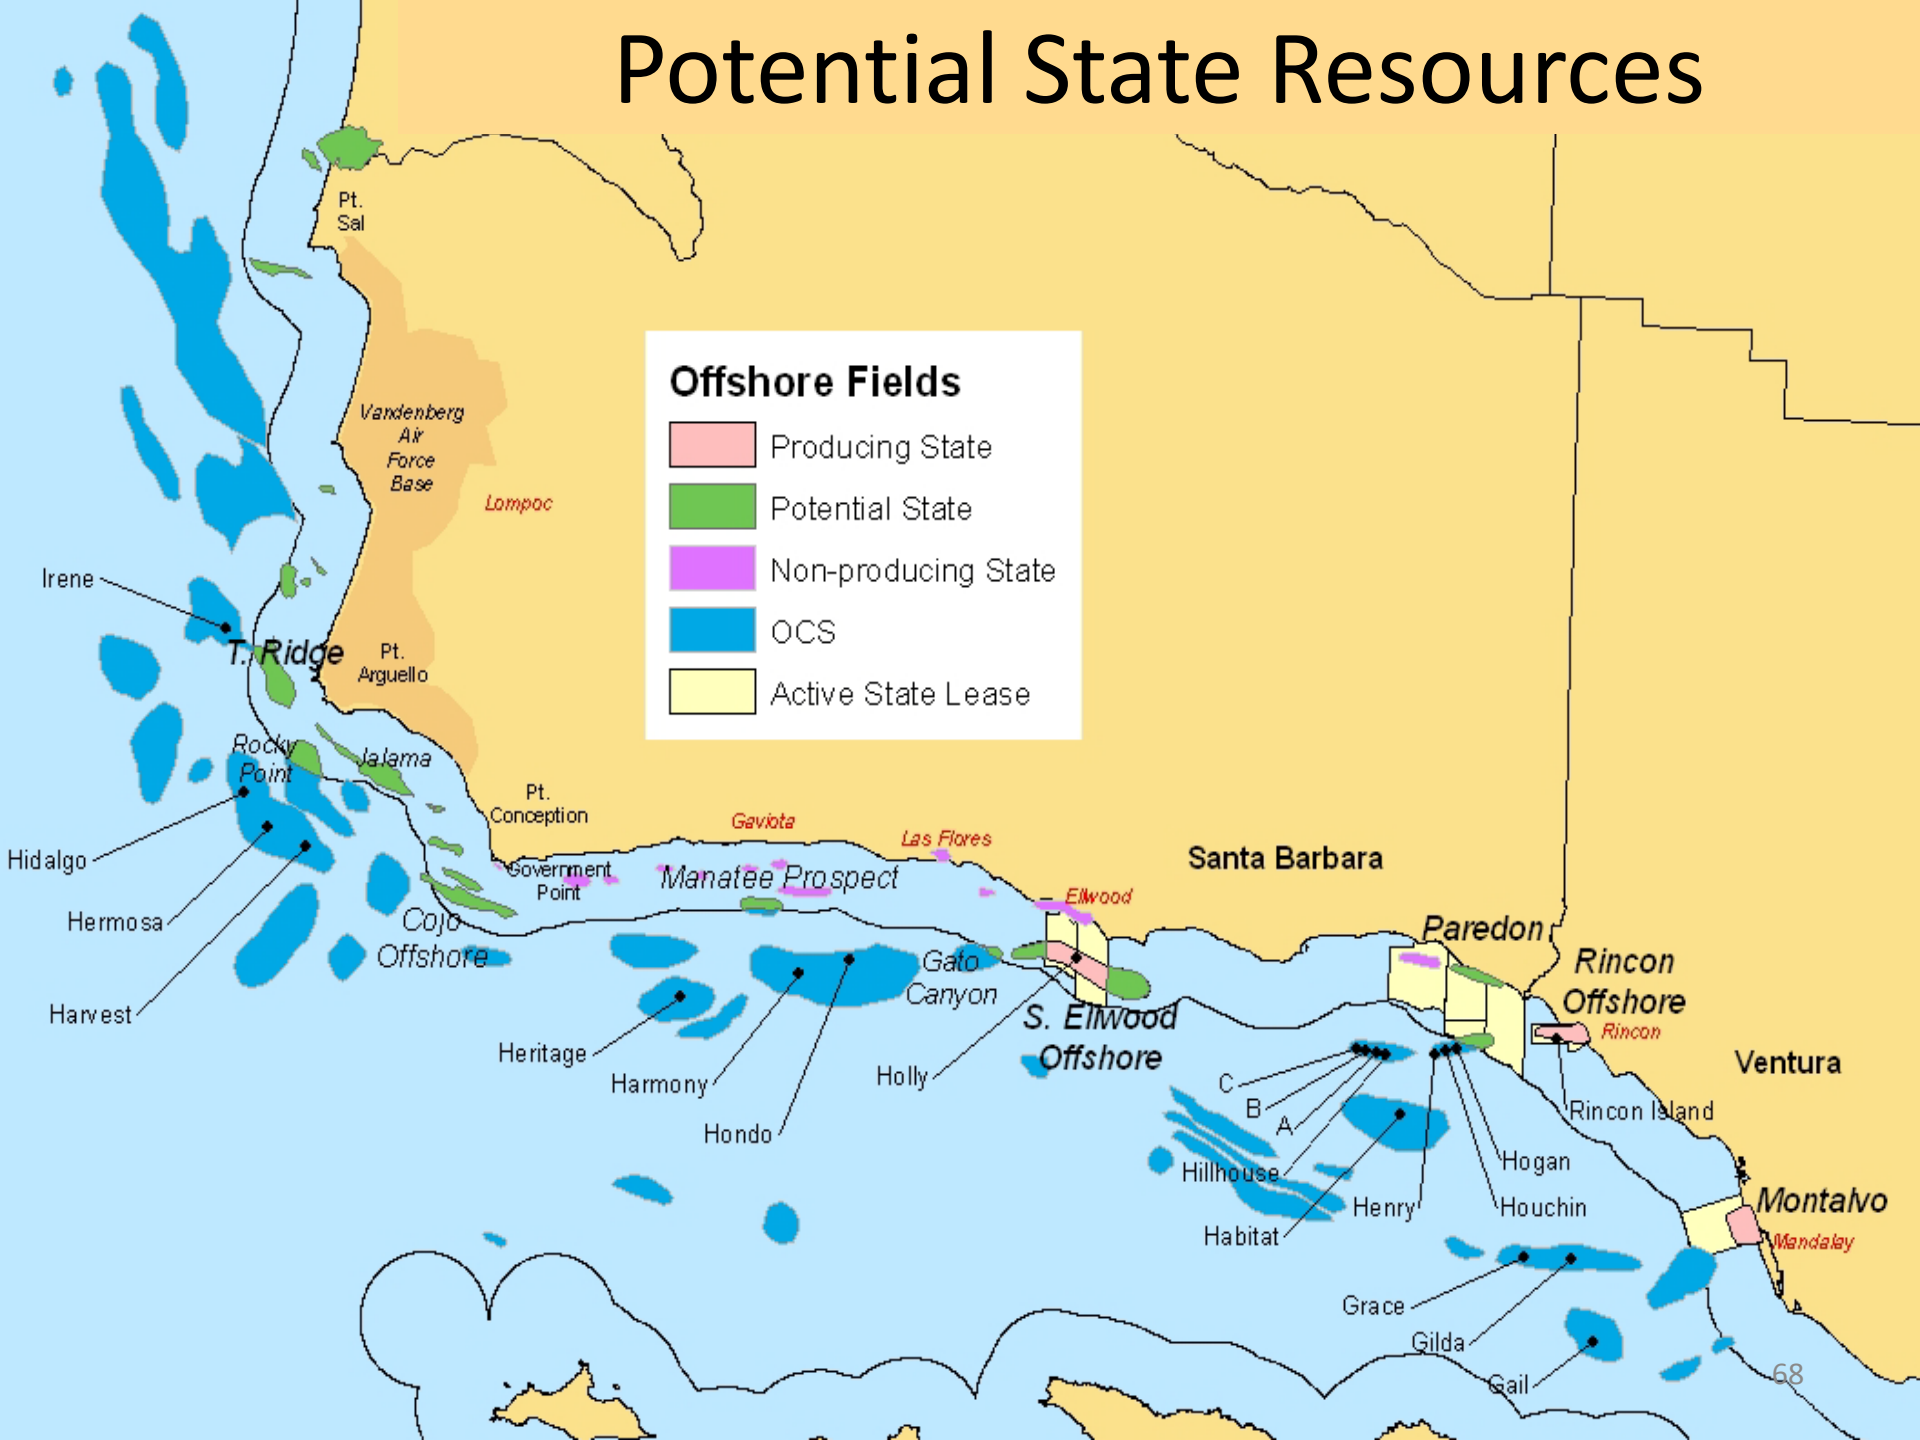 Potential State Resources
Pt.
Sal
Offshore Fields
Producing State
Potential State
Non-producing State
OCS
Active State Lease
Vandenberg
Air
Force
Base
Lompoc
Irene
T. Ridge
Pt.
Arguello
Rocky
Point
Jalama
Pt.
Conception
Gaviota
Las Flores
Hidalgo
Government
Point
Manatee Prospect
Ellwood
Santa Barbara
Hermosa
Cojo
Offshore
Paredon
Gato
Canyon
Rincon
Offshore
Rincon
Harvest
S. Ellwood
Offshore
Heritage
Harmony
Holly
Hondo
Ventura
C
B
A
Rincon Island
Hillhouse
Hogan
Henry
Houchin
Habitat
Montalvo
Mandalay
Grace
Gilda
Gail
68